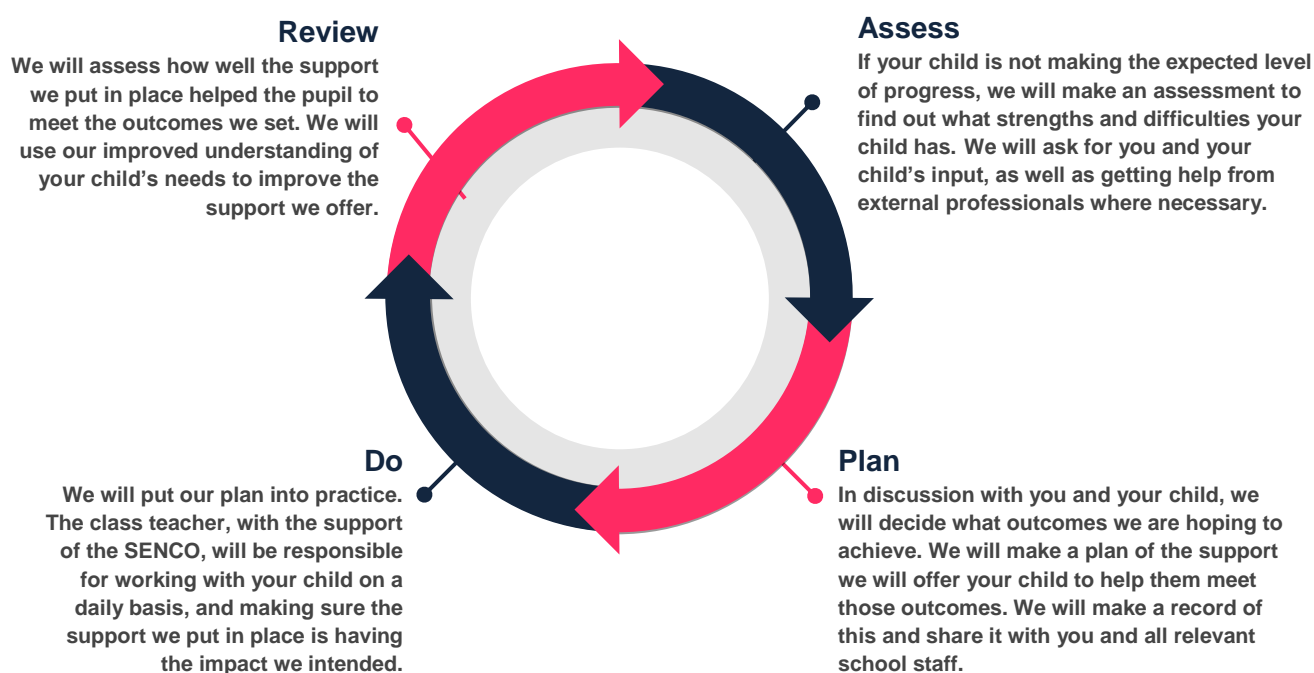 Review
We will assess how well the support
we put in place helped the pupil to
meet the outcomes we set. We will
use our improved understanding of
your child’s needs to improve the
support we offer.
Assess
If your child is not making the expected level
of progress, we will make an assessment to
find out what strengths and difficulties your
child has. We will ask for you and your
child’s input, as well as getting help from
external professionals where necessary.
Do
We will put our plan into practice.
The class teacher, with the support
of the SENCO, will be responsible
for working with your child on a
daily basis, and making sure the
support we put in place is having
the impact we intended.
Plan
In discussion with you and your child, we
will decide what outcomes we are hoping to
achieve. We will make a plan of the support
we will offer your child to help them meet
those outcomes. We will make a record of
this and share it with you and all relevant
school staff.